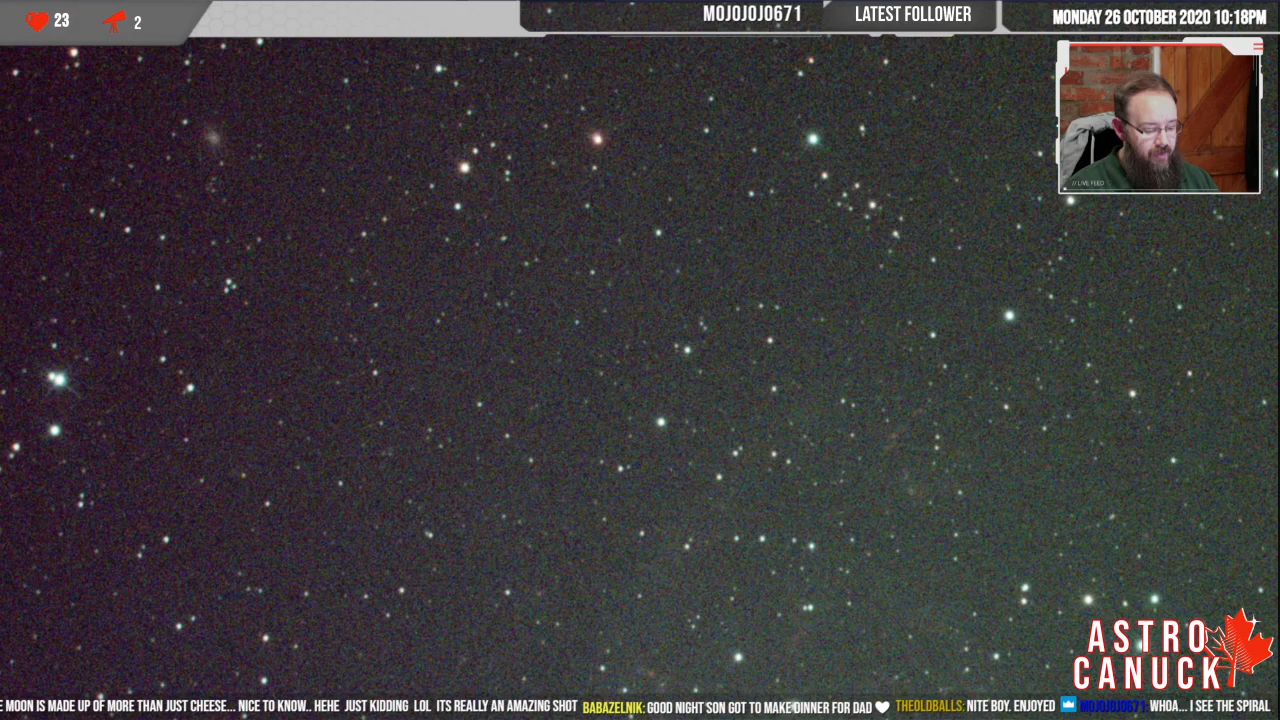 23
2
MOJOJOJO671
LATEST FOLLOWER
MONDAY 26 OCTOBER 2020 10:18PM
// LIVE FEED
ASTRO
CANUCK
E MOON IS MADE UP OF MORE THAN JUST CHEESE... NICE TO KNOW.. HEHE JUST KIDDING LOL ITS REALLY AN AMAZING SHOT BABAZELNIK: GOOD NIGHT SON GOT TO MAKE DINNER FOR DAD THEOLDBALLS: NITE BOY. ENJOYED MOJOJOJO671: WHOA... I SEE THE SPIRAL